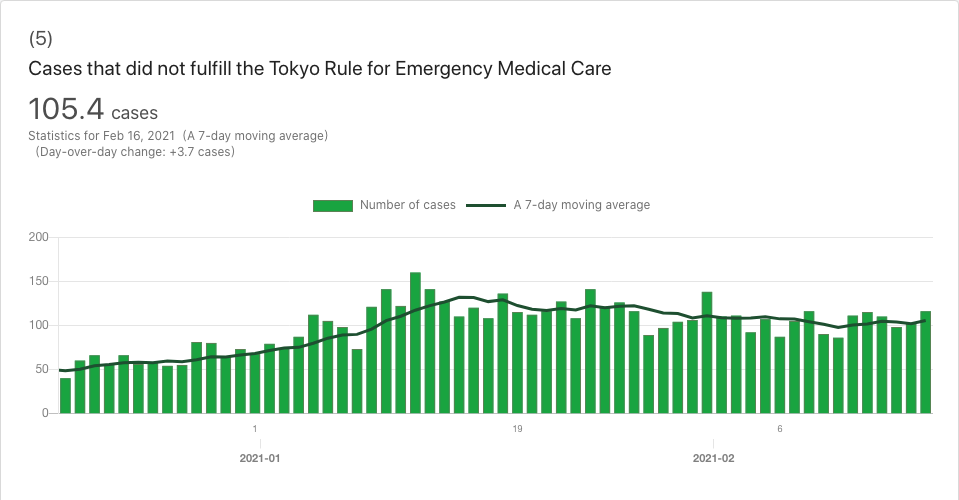 (5)
Cases that did not fulfill the Tokyo Rule for Emergency Medical Care
105.4 cases
Statistics for Feb 16, 2021 (A 7-day moving average)
(Day-over-day change: +3.7 cases)
Number of cases A 7-day moving average
200
150
100
50
0
1 19 6
2021-01 2021-02